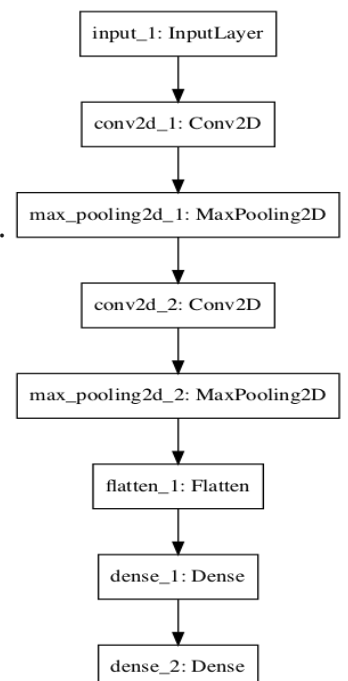 input_1: InputLayer
conv2d_1: Conv2D
max_pooling2d_1: MaxPooling2D
conv2d_2: Conv2D
max_pooling2d_2: MaxPooling2D
flatten_1: Flatten
dense_1: Dense
dense_2: Dense